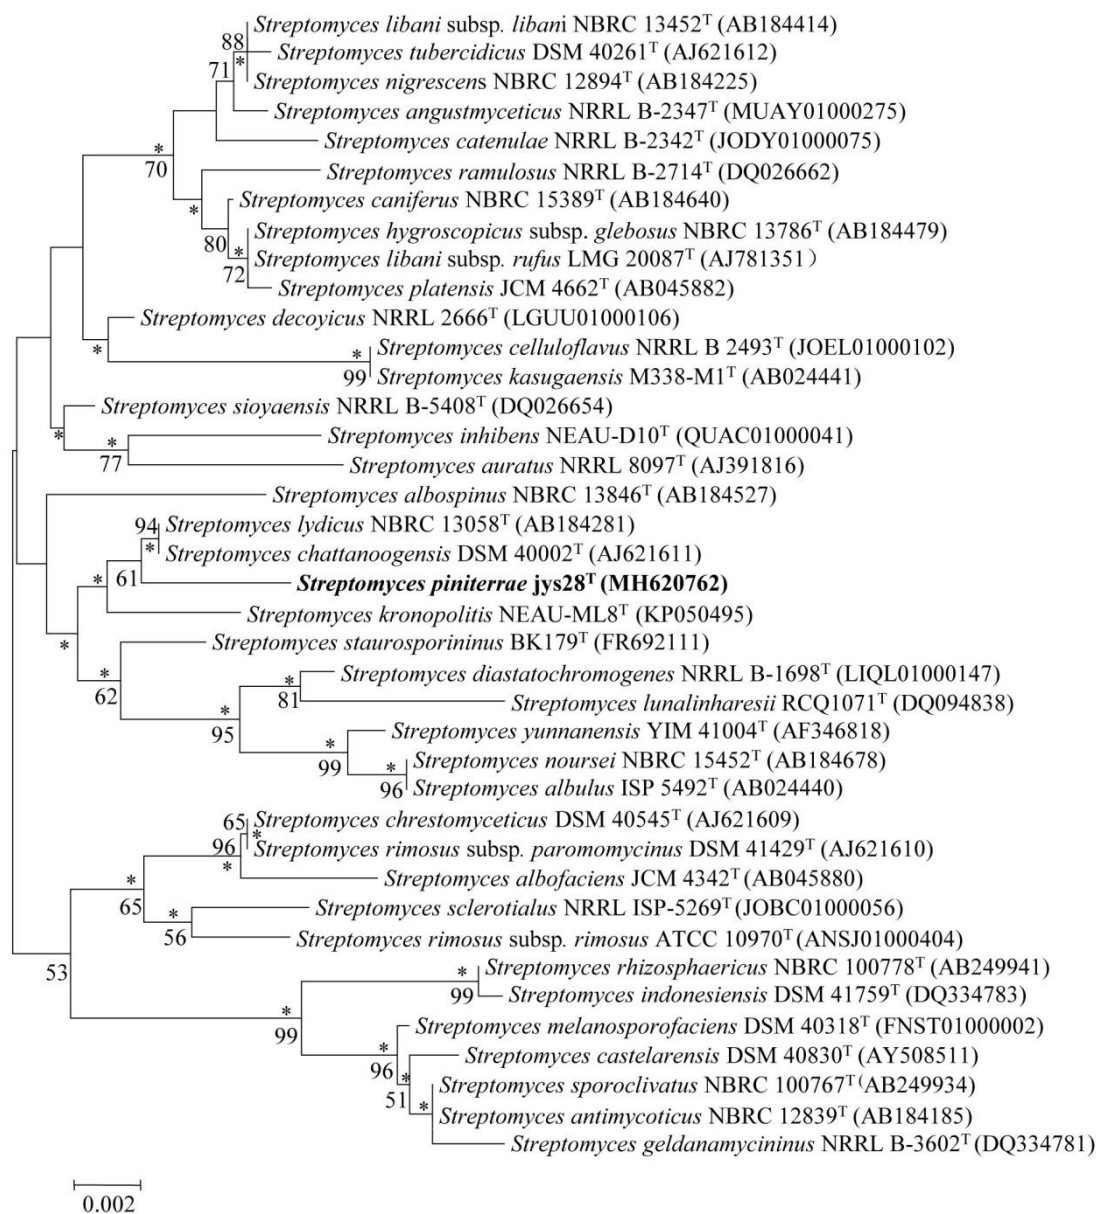 Streptomyces libani subsp. libani NBRC 13452T (AB184414)
88
Streptomyces tubercidicus DSM 40261T (AJ621612)
71 *
Streptomyces nigrescens NBRC 12894T (AB184225)
Streptomyces angustmyceticus NRRL B-2347T (MUAY01000275)
Streptomyces catenulae NRRL B-2342T (JODY01000075)
*
70
Streptomyces ramulosus NRRL B-2714T (DQ026662)
Streptomyces caniferus NBRC 15389T (AB184640)
*
Streptomyces hygroscopicus subsp. glebosus NBRC 13786T (AB184479)
80 *
Streptomyces libani subsp. rufus LMG 20087T (AJ781351）
72
Streptomyces platensis JCM 4662T (AB045882)
Streptomyces decoyicus NRRL 2666T (LGUU01000106)
*
Streptomyces celluloflavus NRRL B 2493T (JOEL01000102)
*
99
Streptomyces kasugaensis M338-M1T (AB024441)
Streptomyces sioyaensis NRRL B-5408T (DQ026654)
*
Streptomyces inhibens NEAU-D10T (QUAC01000041)
*
77
Streptomyces auratus NRRL 8097T (AJ391816)
Streptomyces albospinus NBRC 13846T (AB184527)
94
Streptomyces lydicus NBRC 13058T (AB184281)
*
Streptomyces chattanoogensis DSM 40002T (AJ621611)
*
61
Streptomyces piniterrae jys28T (MH620762)
Streptomyces kronopolitis NEAU-ML8T (KP050495)
*
Streptomyces staurosporininus BK179T (FR692111)
*
62
Streptomyces diastatochromogenes NRRL B-1698T (LIQL01000147)
*
81
Streptomyces lunalinharesii RCQ1071T (DQ094838)
*
95
Streptomyces yunnanensis YIM 41004T (AF346818)
*
99
Streptomyces noursei NBRC 15452T (AB184678)
*
96
Streptomyces albulus ISP 5492T (AB024440)
65
Streptomyces chrestomyceticus DSM 40545T (AJ621609)
*
96
Streptomyces rimosus subsp. paromomycinus DSM 41429T (AJ621610)
*
Streptomyces albofaciens JCM 4342T (AB045880)
*
65
Streptomyces sclerotialus NRRL ISP-5269T (JOBC01000056)
*
56
Streptomyces rimosus subsp. rimosus ATCC 10970T (ANSJ01000404)
53
Streptomyces rhizosphaericus NBRC 100778T (AB249941)
*
99
Streptomyces indonesiensis DSM 41759T (DQ334783)
*
99
Streptomyces melanosporofaciens DSM 40318T (FNST01000002)
*
96
Streptomyces castelarensis DSM 40830T (AY508511)
*
51
Streptomyces sporoclivatus NBRC 100767T (AB249934)
*
Streptomyces antimycoticus NBRC 12839T (AB184185)
Streptomyces geldanamycininus NRRL B-3602T (DQ334781)
0.002